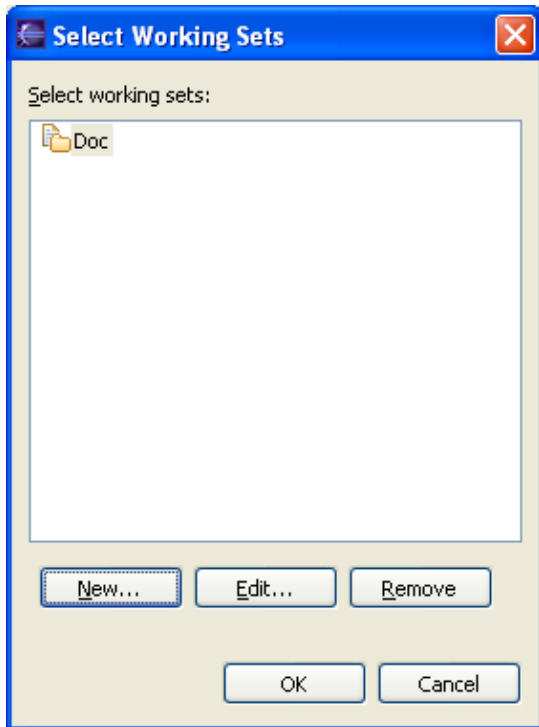 Select Working Sets
Select working sets:
Doc
New... Edit... Remove
OK Cancel